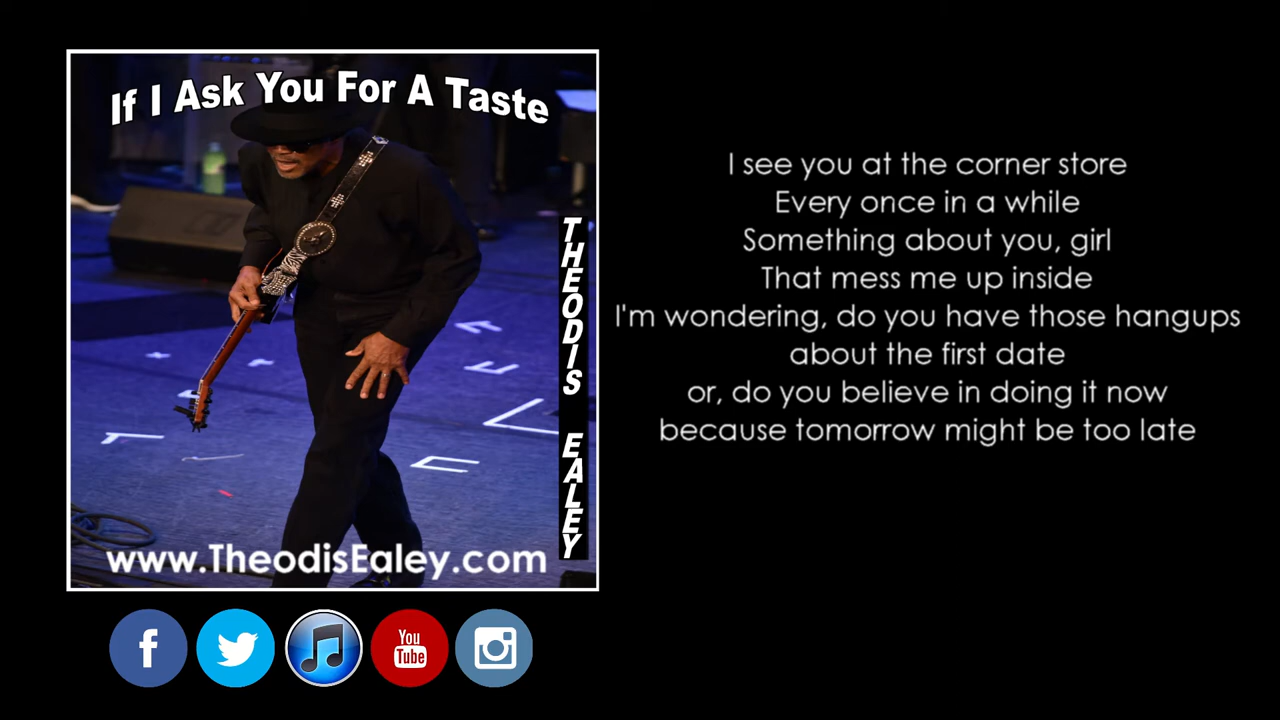 If I Ask You For A Taste
THEODIS EALEY
www.TheodisEaley.com
f
You
Tube
I see you at the corner store
Every once in a while
Something about you, girl
That mess me up inside
I'm wondering, do you have those hangups
about the first date
or, do you believe in doing it now
because tomorrow might be too late